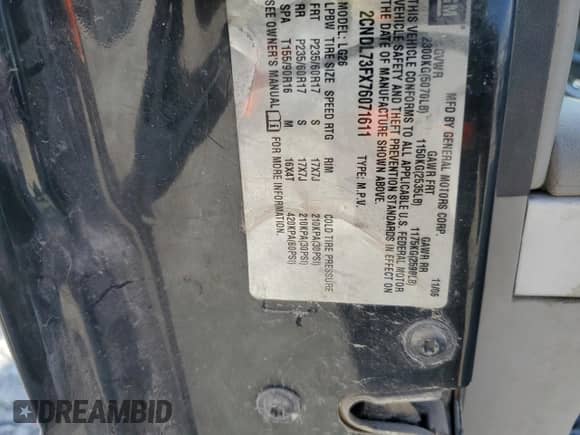 GM
MFD BY GENERAL MOTORS CORP. 11/06
GVWR GAWR FRT GAWR RR
2300KG(5070LB) 1150KG(2535LB) 1175KG(2590LB)
THIS VEHICLE CONFORMS TO ALL APPLICABLE U.S. FEDERAL MOTOR
VEHICLE SAFETY AND THEFT PREVENTION STANDARDS IN EFFECT ON
THE DATE OF MANUFACTURE SHOWN ABOVE.
2CNDL73FX76071611 TYPE: M.P.V.
MODEL: LG26
LPBW TIRE SIZE SPEED RTG RIM COLD TIRE PRESSURE
FRT P235/60R17 S 17X7J 210KPA(30PSI)
RR P235/60R17 S 17X7J 210KPA(30PSI)
SPA T155/90R16 M 16X4T 420KPA(60PSI)
SEE OWNER'S MANUAL FOR MORE INFORMATION.
DREAMBID